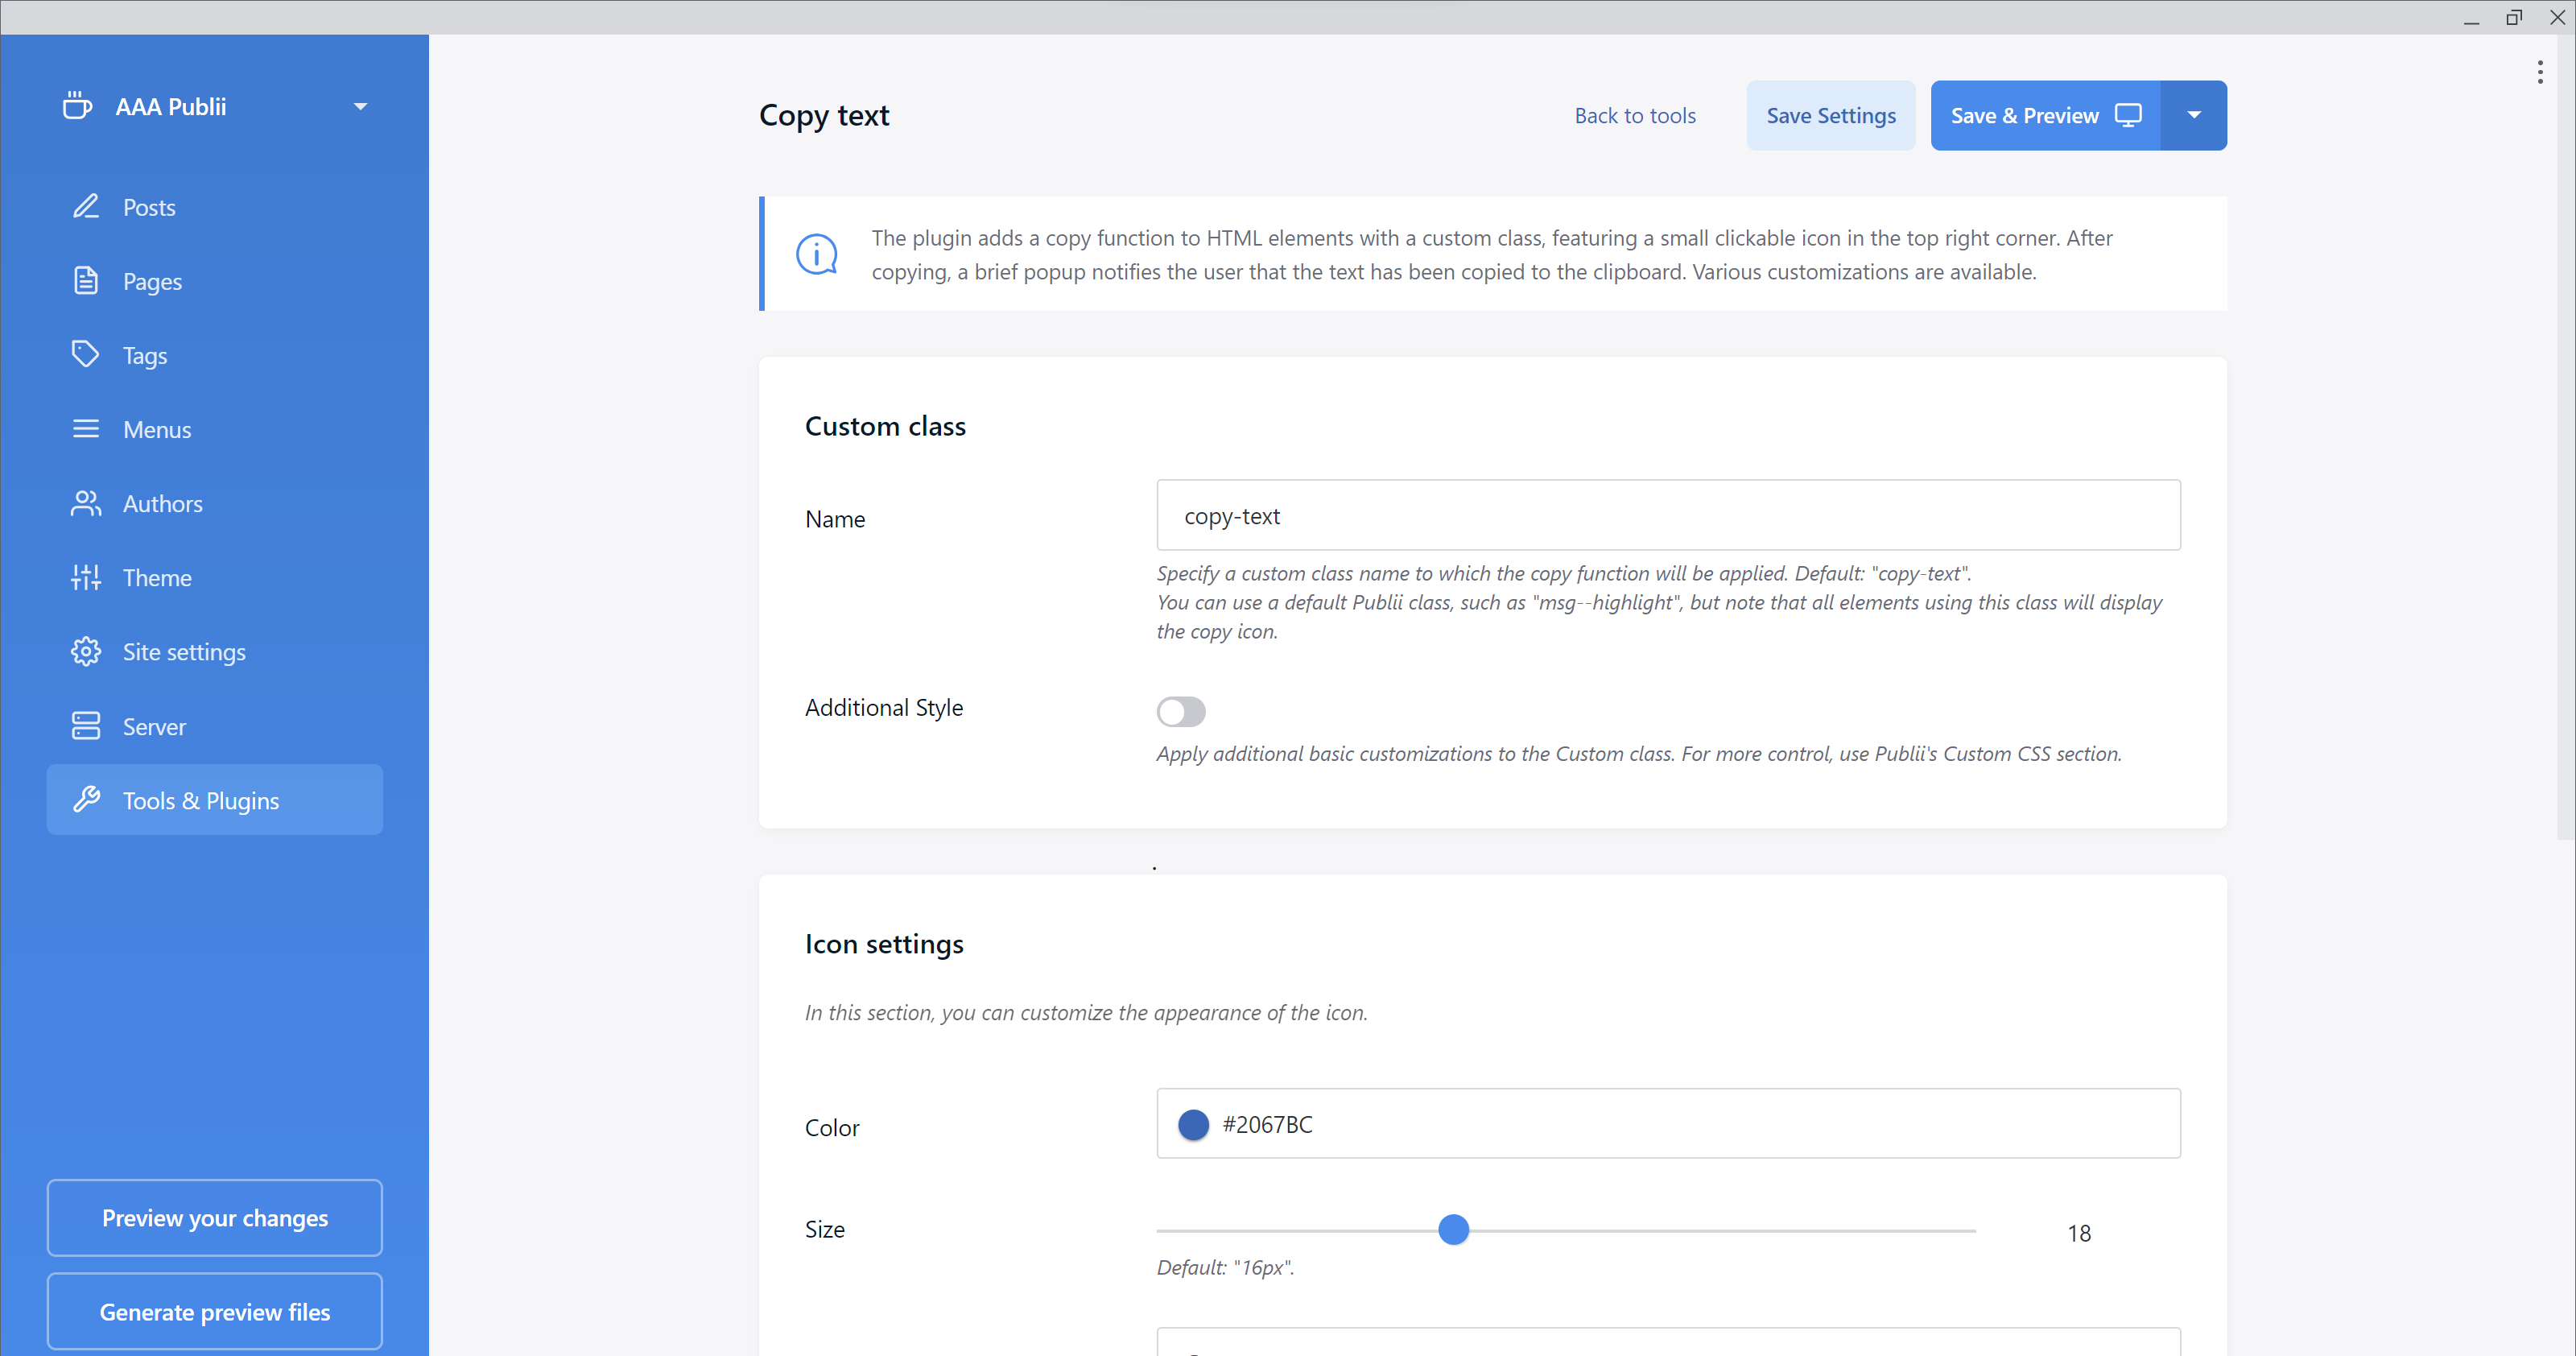 AAA Publii
Posts
Pages
Tags
Menus
Authors
Theme
Site settings
Server
Tools & Plugins
Preview your changes
Generate preview files
Copy text
Back to tools
Save Settings
Save & Preview
The plugin adds a copy function to HTML elements with a custom class, featuring a small clickable icon in the top right corner. After
copying, a brief popup notifies the user that the text has been copied to the clipboard. Various customizations are available.
Custom class
Name
copy-text
Specify a custom class name to which the copy function will be applied. Default: "copy-text".
You can use a default Publii class, such as "msg--highlight", but note that all elements using this class will display
the copy icon.
Additional Style
Apply additional basic customizations to the Custom class. For more control, use Publii's Custom CSS section.
.
Icon settings
In this section, you can customize the appearance of the icon.
Color
#2067BC
Size
18
Default: "16px".